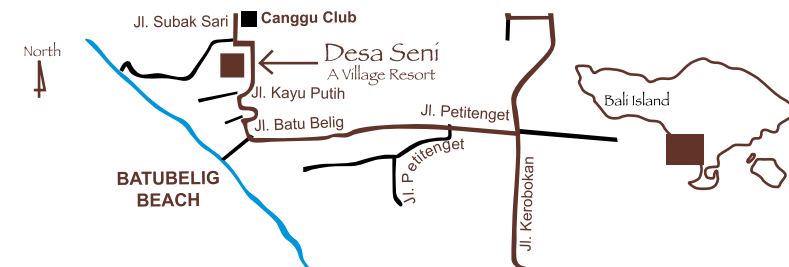 Jl. Subak Sari
Canggu Club
North
Desa Seni
A Village Resort
Jl. Kayu Putih
Bali Island
Jl. Petitenget
Jl. Batu Belig
Jl. Petitenget
BATUBELIG
BEACH
Jl. Kerobokan